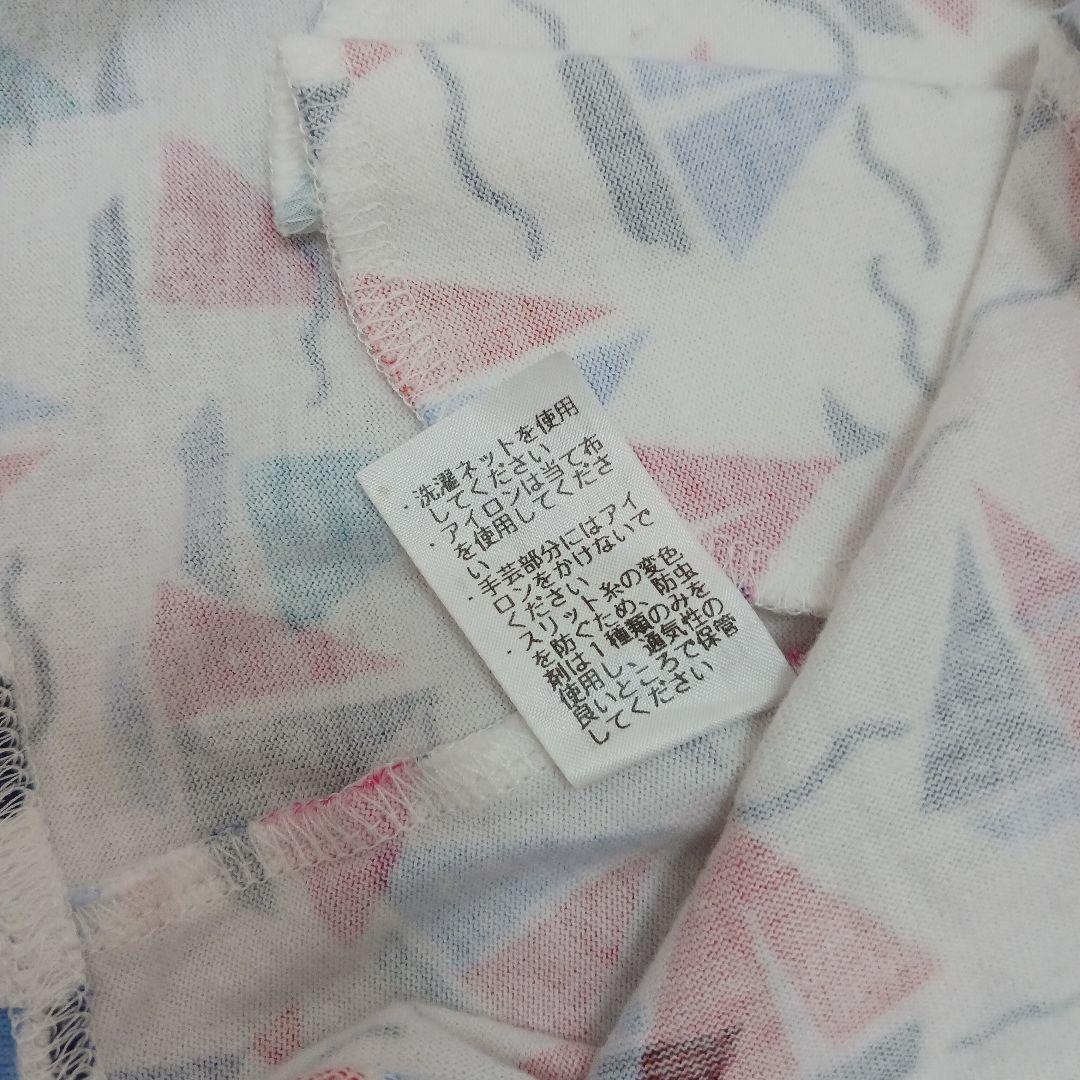 ・洗濯ネットを使用
してください
・アイロンは当て布
を使用してくださ
い
・手芸部分にはアイ
ロンをかけないで
ください
・スリット糸の変色
を防ぐため、防虫
剤は1種類のみを
使用し、通気性の
良いところで保管
してください